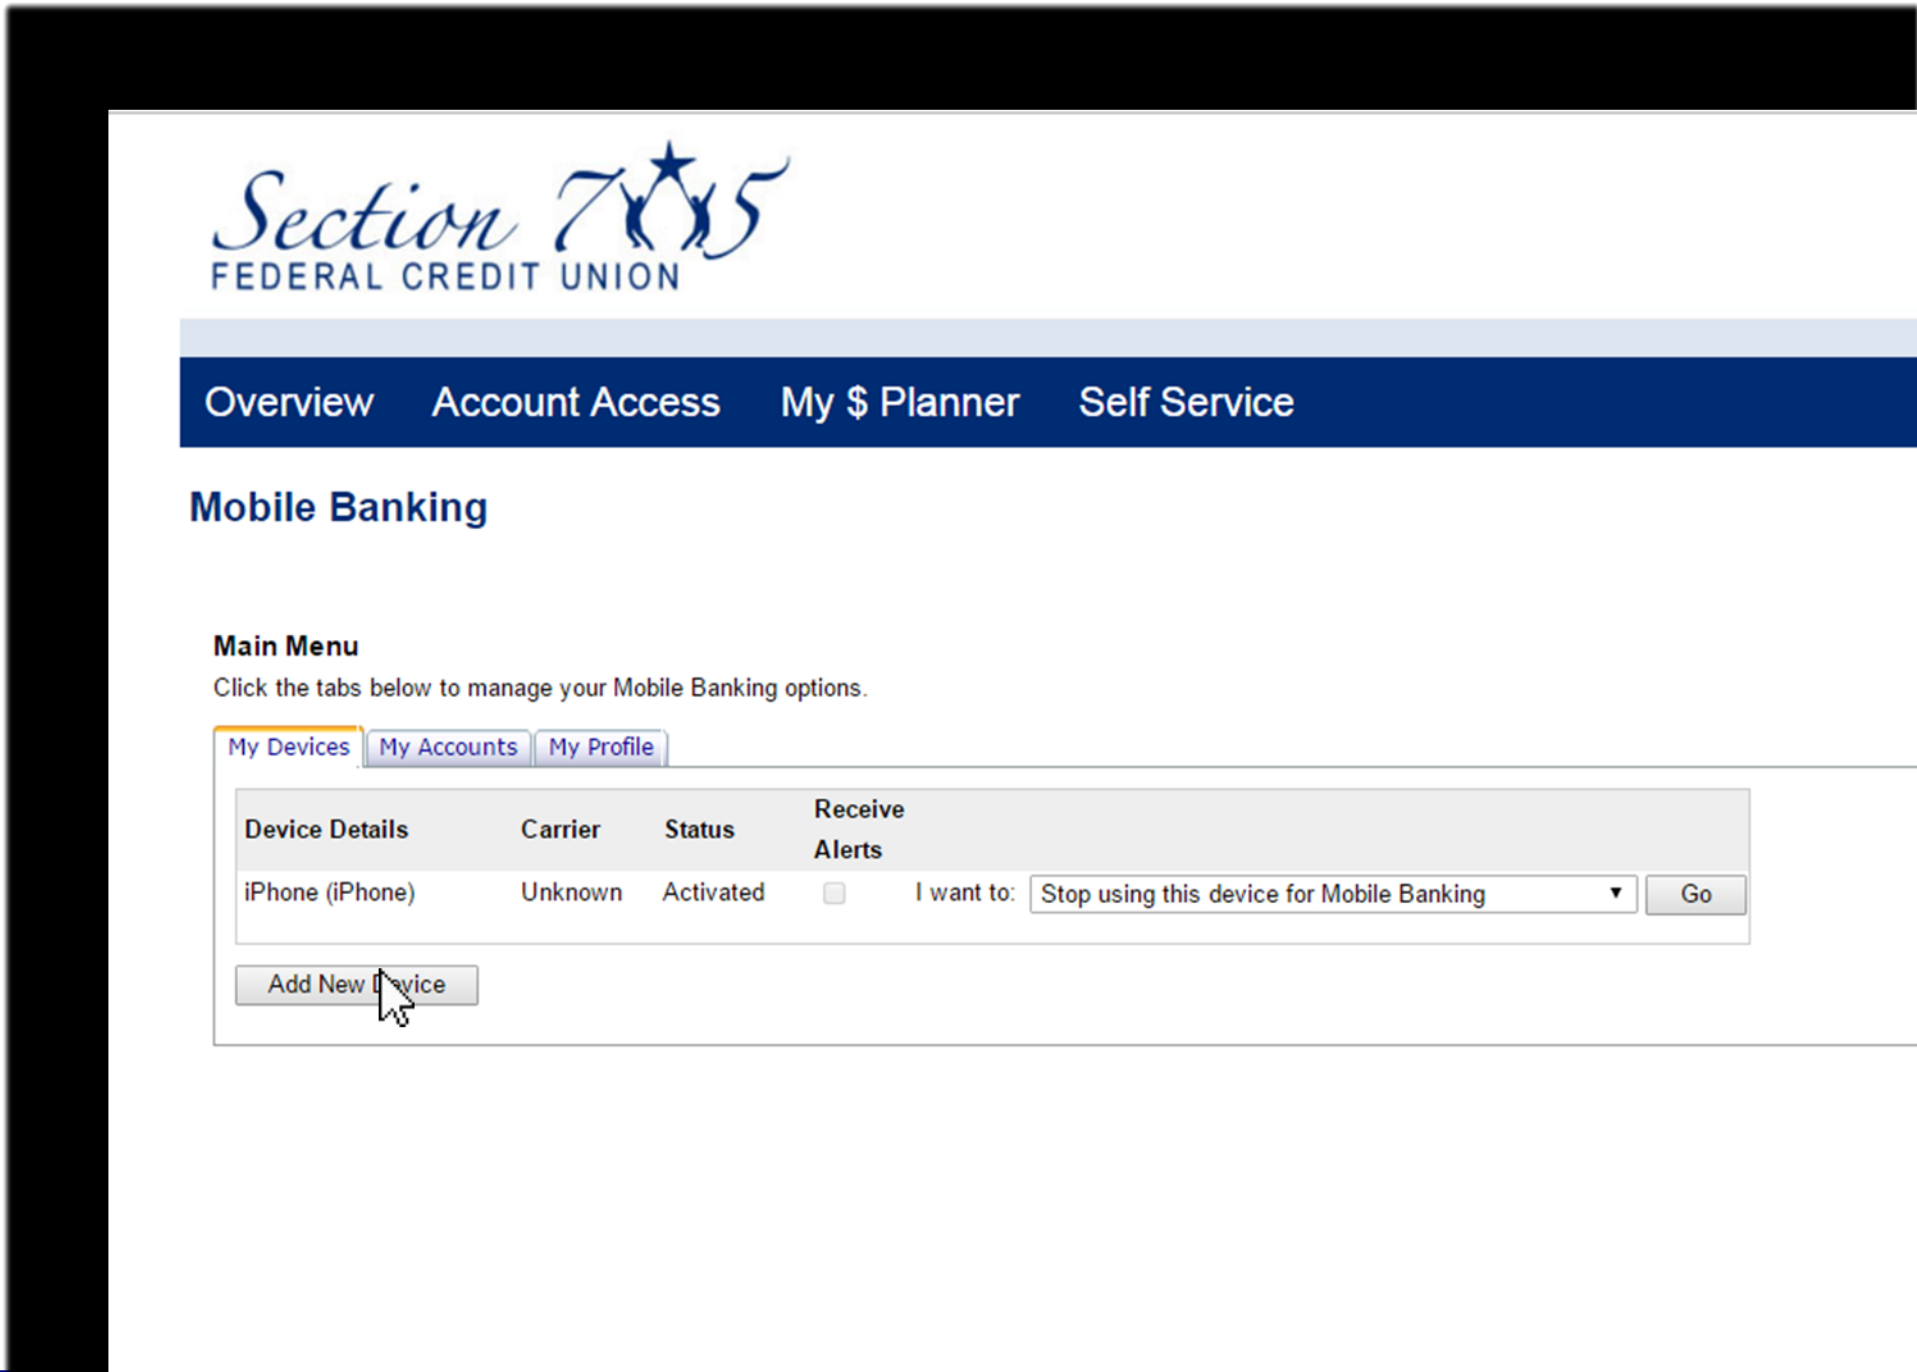 Section 705
FEDERAL CREDIT UNION
Overview Account Access My $ Planner Self Service
Mobile Banking
Main Menu
Click the tabs below to manage your Mobile Banking options.
My Devices My Accounts My Profile
Device Details Carrier Status Receive Alerts
iPhone (iPhone) Unknown Activated I want to: Stop using this device for Mobile Banking Go
Add New Device